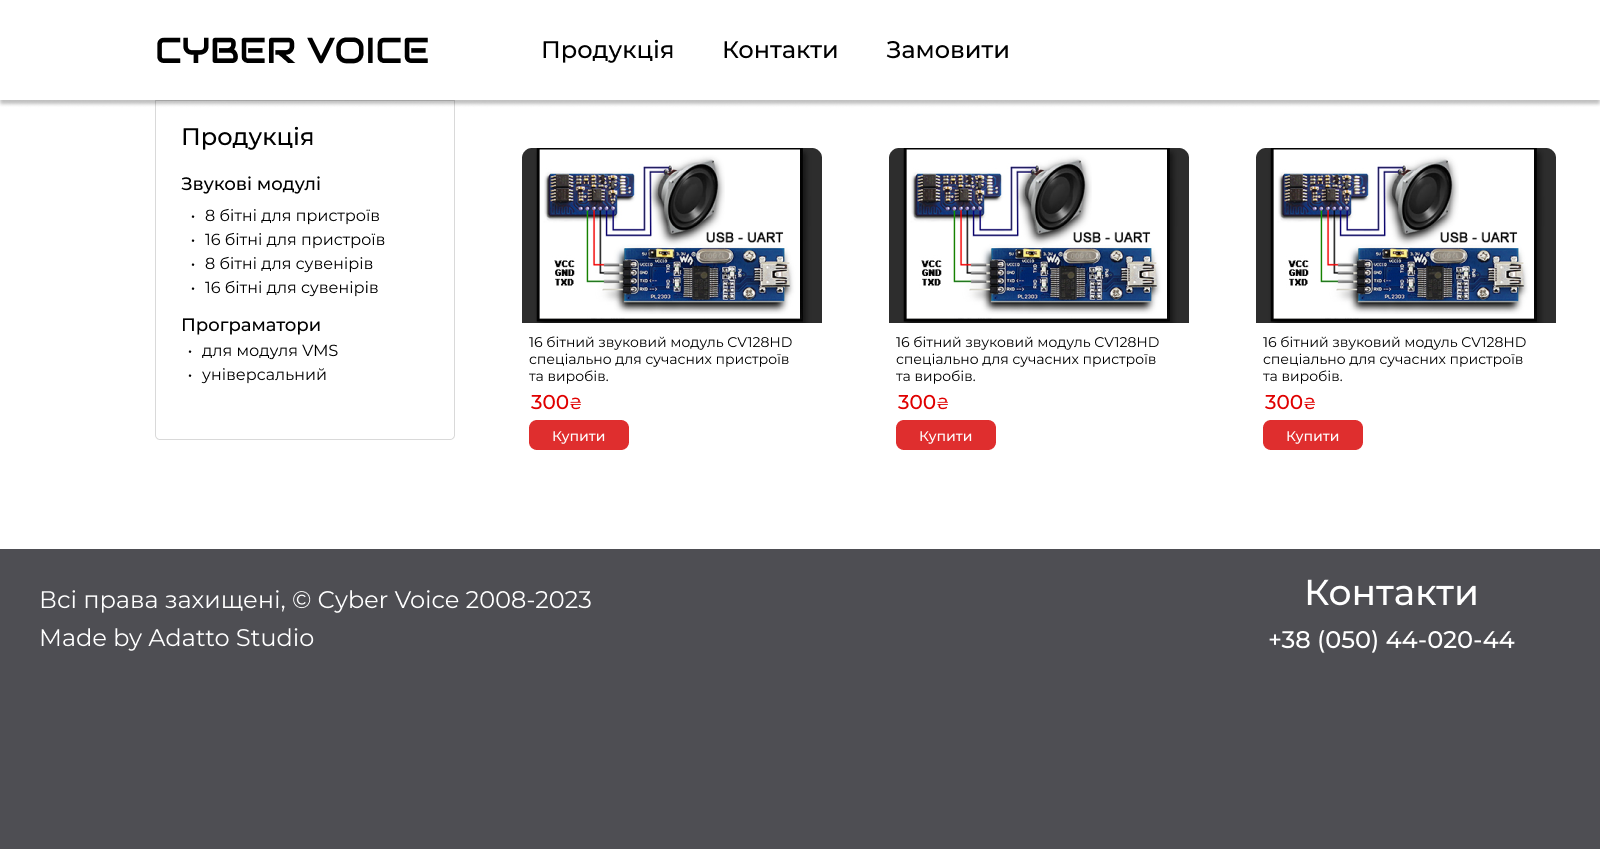 CYBER VOICE
Продукція
Контакти
Замовити
Продукція
Звукові модулі
• 8 бітні для пристроїв
• 16 бітні для пристроїв
• 8 бітні для сувенірів
• 16 бітні для сувенірів
Програматори
• для модуля VMS
• універсальний
USB - UART
VCC
GND
TXD
PL2303
16 бітний звуковий модуль CV128HD
спеціально для сучасних пристроїв
та виробів.
300₴
Купити
USB - UART
VCC
GND
TXD
PL2303
16 бітний звуковий модуль CV128HD
спеціально для сучасних пристроїв
та виробів.
300₴
Купити
USB - UART
VCC
GND
TXD
PL2303
16 бітний звуковий модуль CV128HD
спеціально для сучасних пристроїв
та виробів.
300₴
Купити
Всі права захищені, © Cyber Voice 2008-2023
Made by Adatto Studio
Контакти
+38 (050) 44-020-44